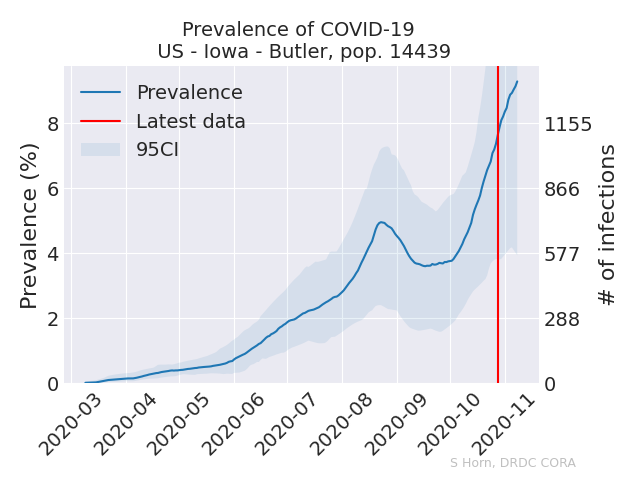 Prevalence of COVID-19
US - Iowa - Butler, pop. 14439
Prevalence
Latest data
95CI
Prevalence (%)
8
6
4
2
0
1155
866
577
288
0
# of infections
2020-03
2020-04
2020-05
2020-06
2020-07
2020-08
2020-09
2020-10
2020-11
S Horn, DRDC CORA